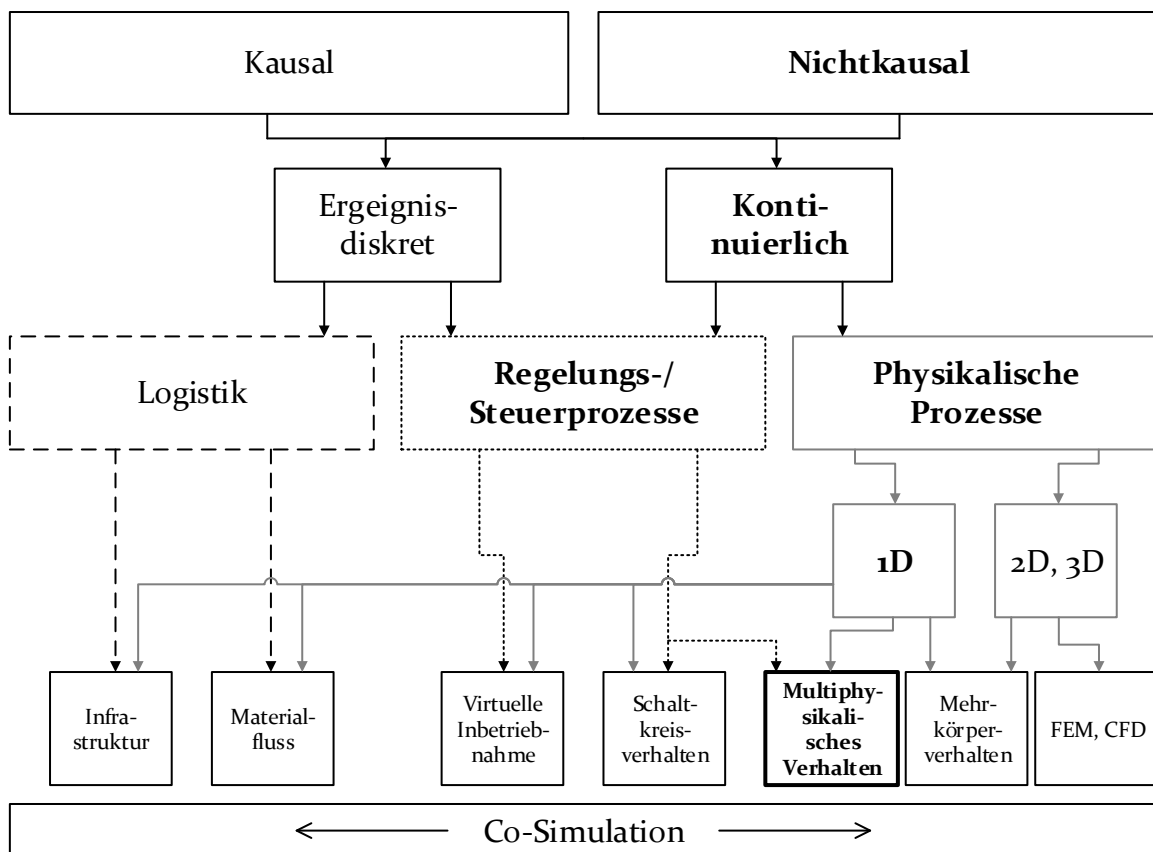 Kausal
Nichtkausal
Ergeignis-
diskret
Konti-
nuierlich
Logistik
Regelungs-/
Steuerprozesse
Physikalische
Prozesse
1D
2D, 3D
Infra-
struktur
Material-
fluss
Virtuelle
Inbetrieb-
nahme
Schalt-
kreis-
verhalten
Multiphy-
sikali-
sches
Verhalten
Mehr-
körper-
verhalten
FEM, CFD
Co-Simulation